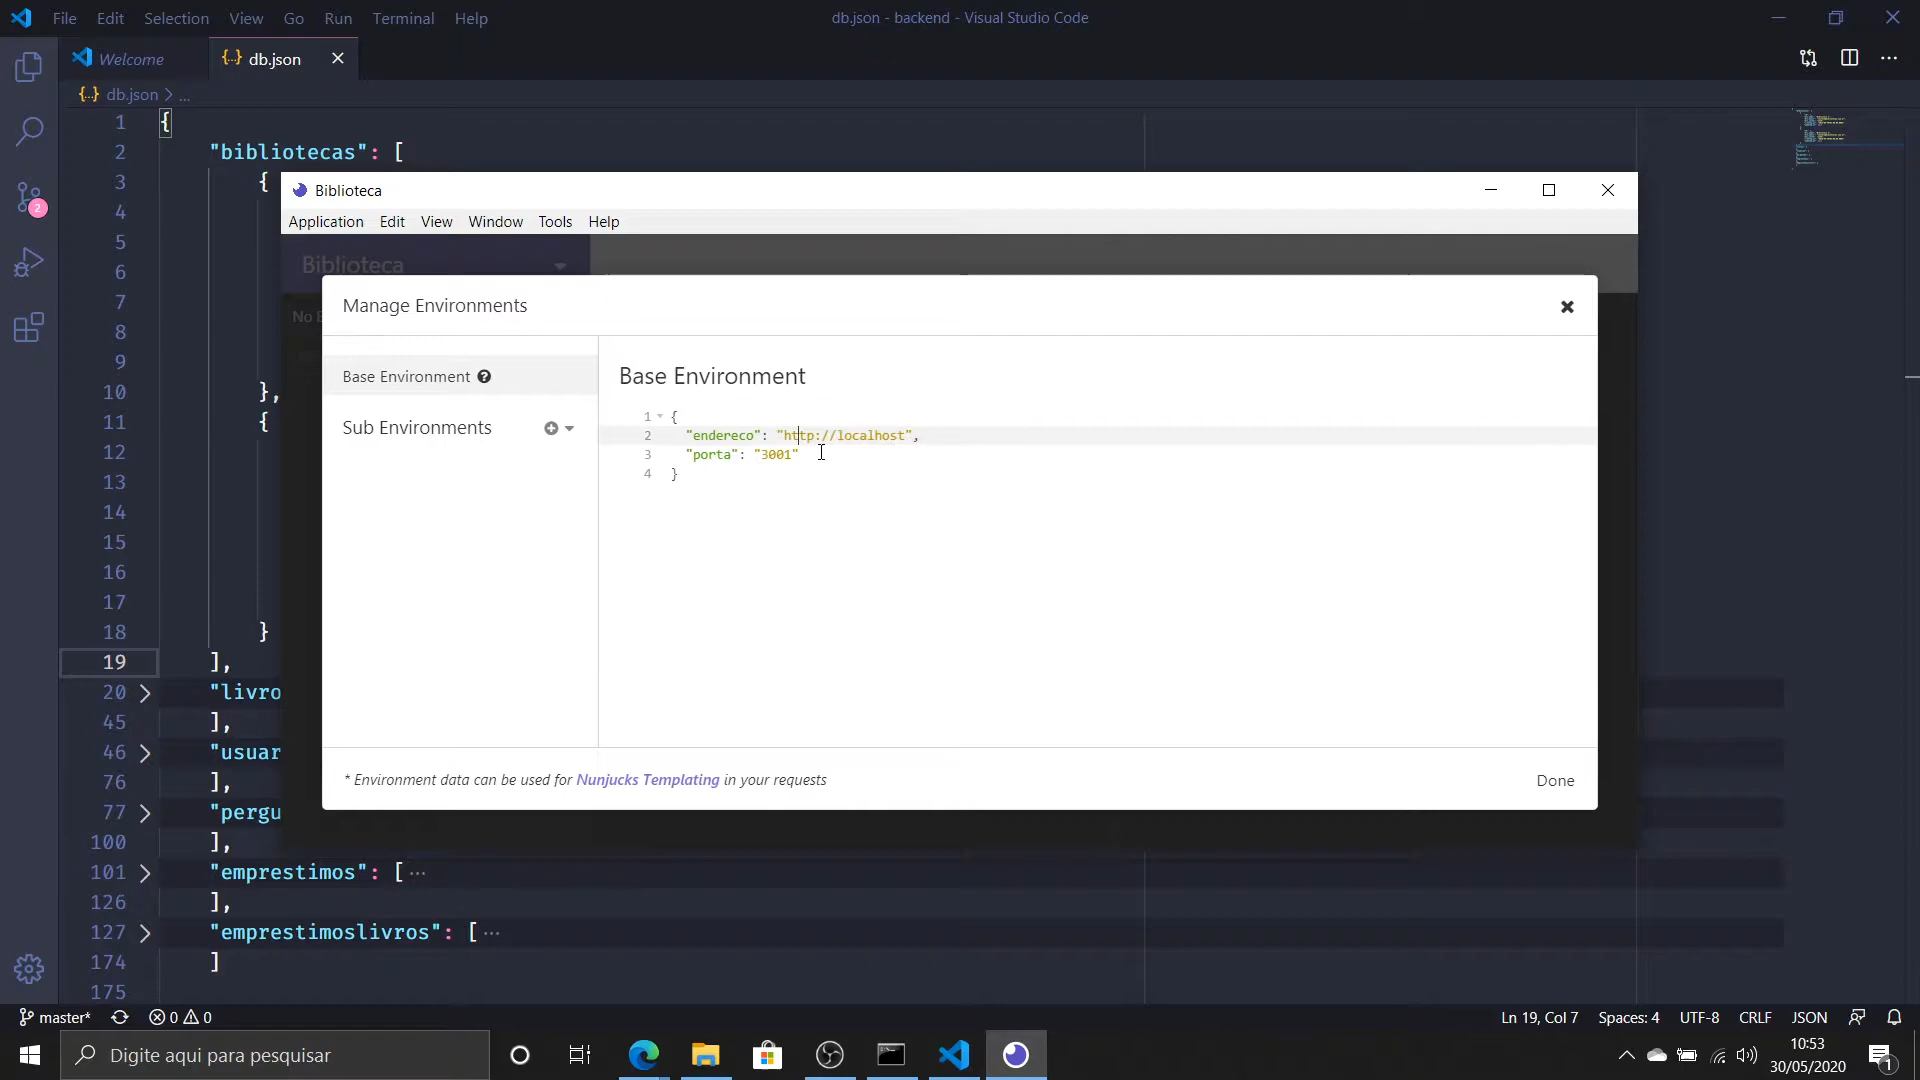 File Edit Selection View Go Run Terminal Help
db.json - backend - Visual Studio Code
Welcome
{..} db.json
{..} db.json > ...
1 {
2 "bibliotecas": [
3 {
4
5
6
7
8
9
10 },
11 {
12
13
14
15
16
17
18 }
19 ],
20 "livro
45 ],
46 "usuar
76 ],
77 "pergu
100 ],
101 "emprestimos": [ ...
126 ],
127 "emprestimoslivros": [ ...
174 ]
175
2
Biblioteca
Application Edit View Window Tools Help
Biblioteca
No E
Manage Environments
Base Environment
Sub Environments
Base Environment
1 {
2 "endereco": "http://localhost",
3 "porta": "3001"
4 }
* Environment data can be used for Nunjucks Templating in your requests
Done
master* 0 0
Ln 19, Col 7 Spaces: 4 UTF-8 CRLF JSON
Digite aqui para pesquisar
10:53
30/05/2020
1